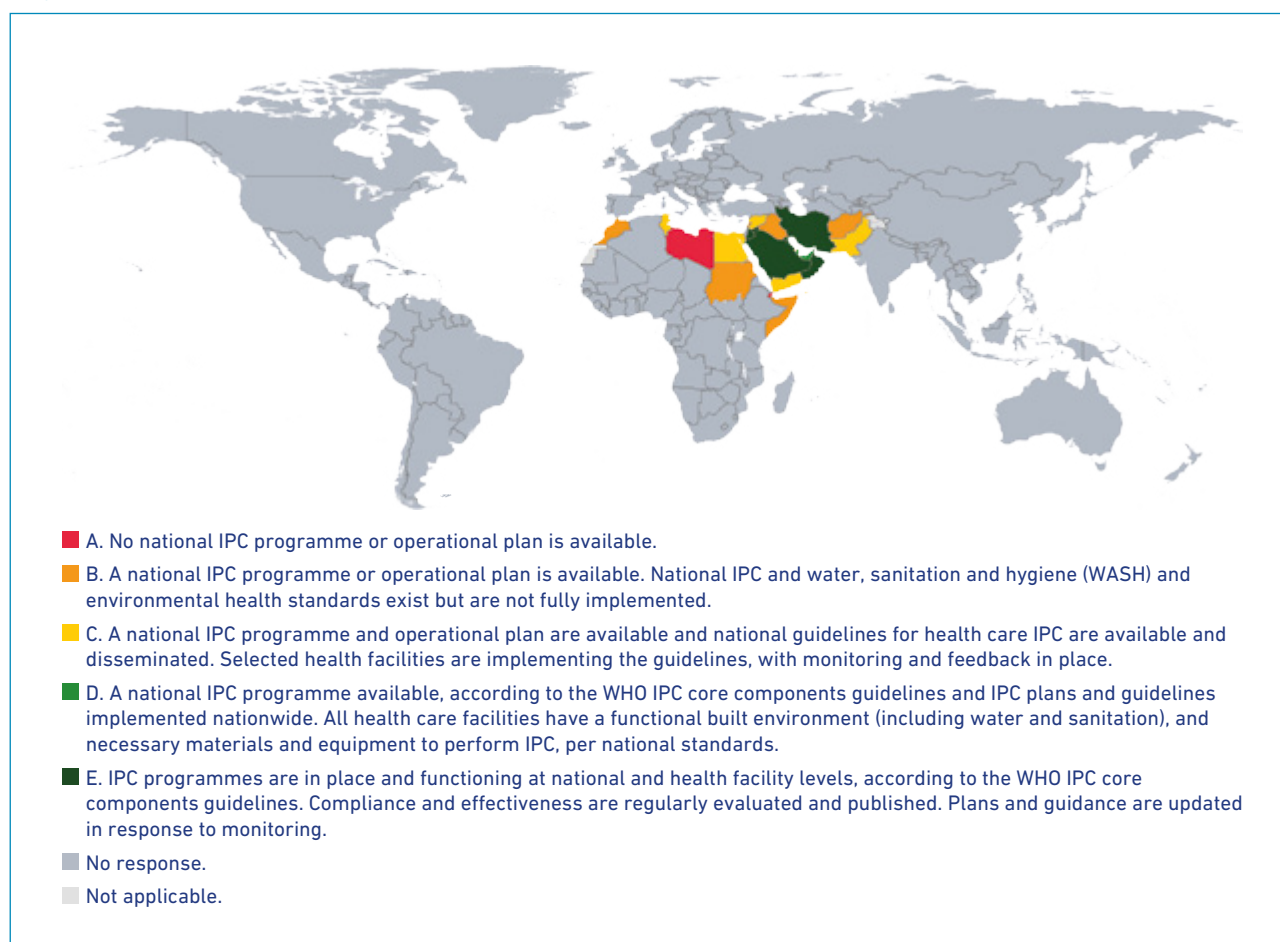 A. No national IPC programme or operational plan is available.
B. A national IPC programme or operational plan is available. National IPC and water, sanitation and hygiene (WASH) and
environmental health standards exist but are not fully implemented.
C. A national IPC programme and operational plan are available and national guidelines for health care IPC are available and
disseminated. Selected health facilities are implementing the guidelines, with monitoring and feedback in place.
D. A national IPC programme available, according to the WHO IPC core components guidelines and IPC plans and guidelines
implemented nationwide. All health care facilities have a functional built environment (including water and sanitation), and
necessary materials and equipment to perform IPC, per national standards.
E. IPC programmes are in place and functioning at national and health facility levels, according to the WHO IPC core
components guidelines. Compliance and effectiveness are regularly evaluated and published. Plans and guidance are updated
in response to monitoring.
No response.
Not applicable.